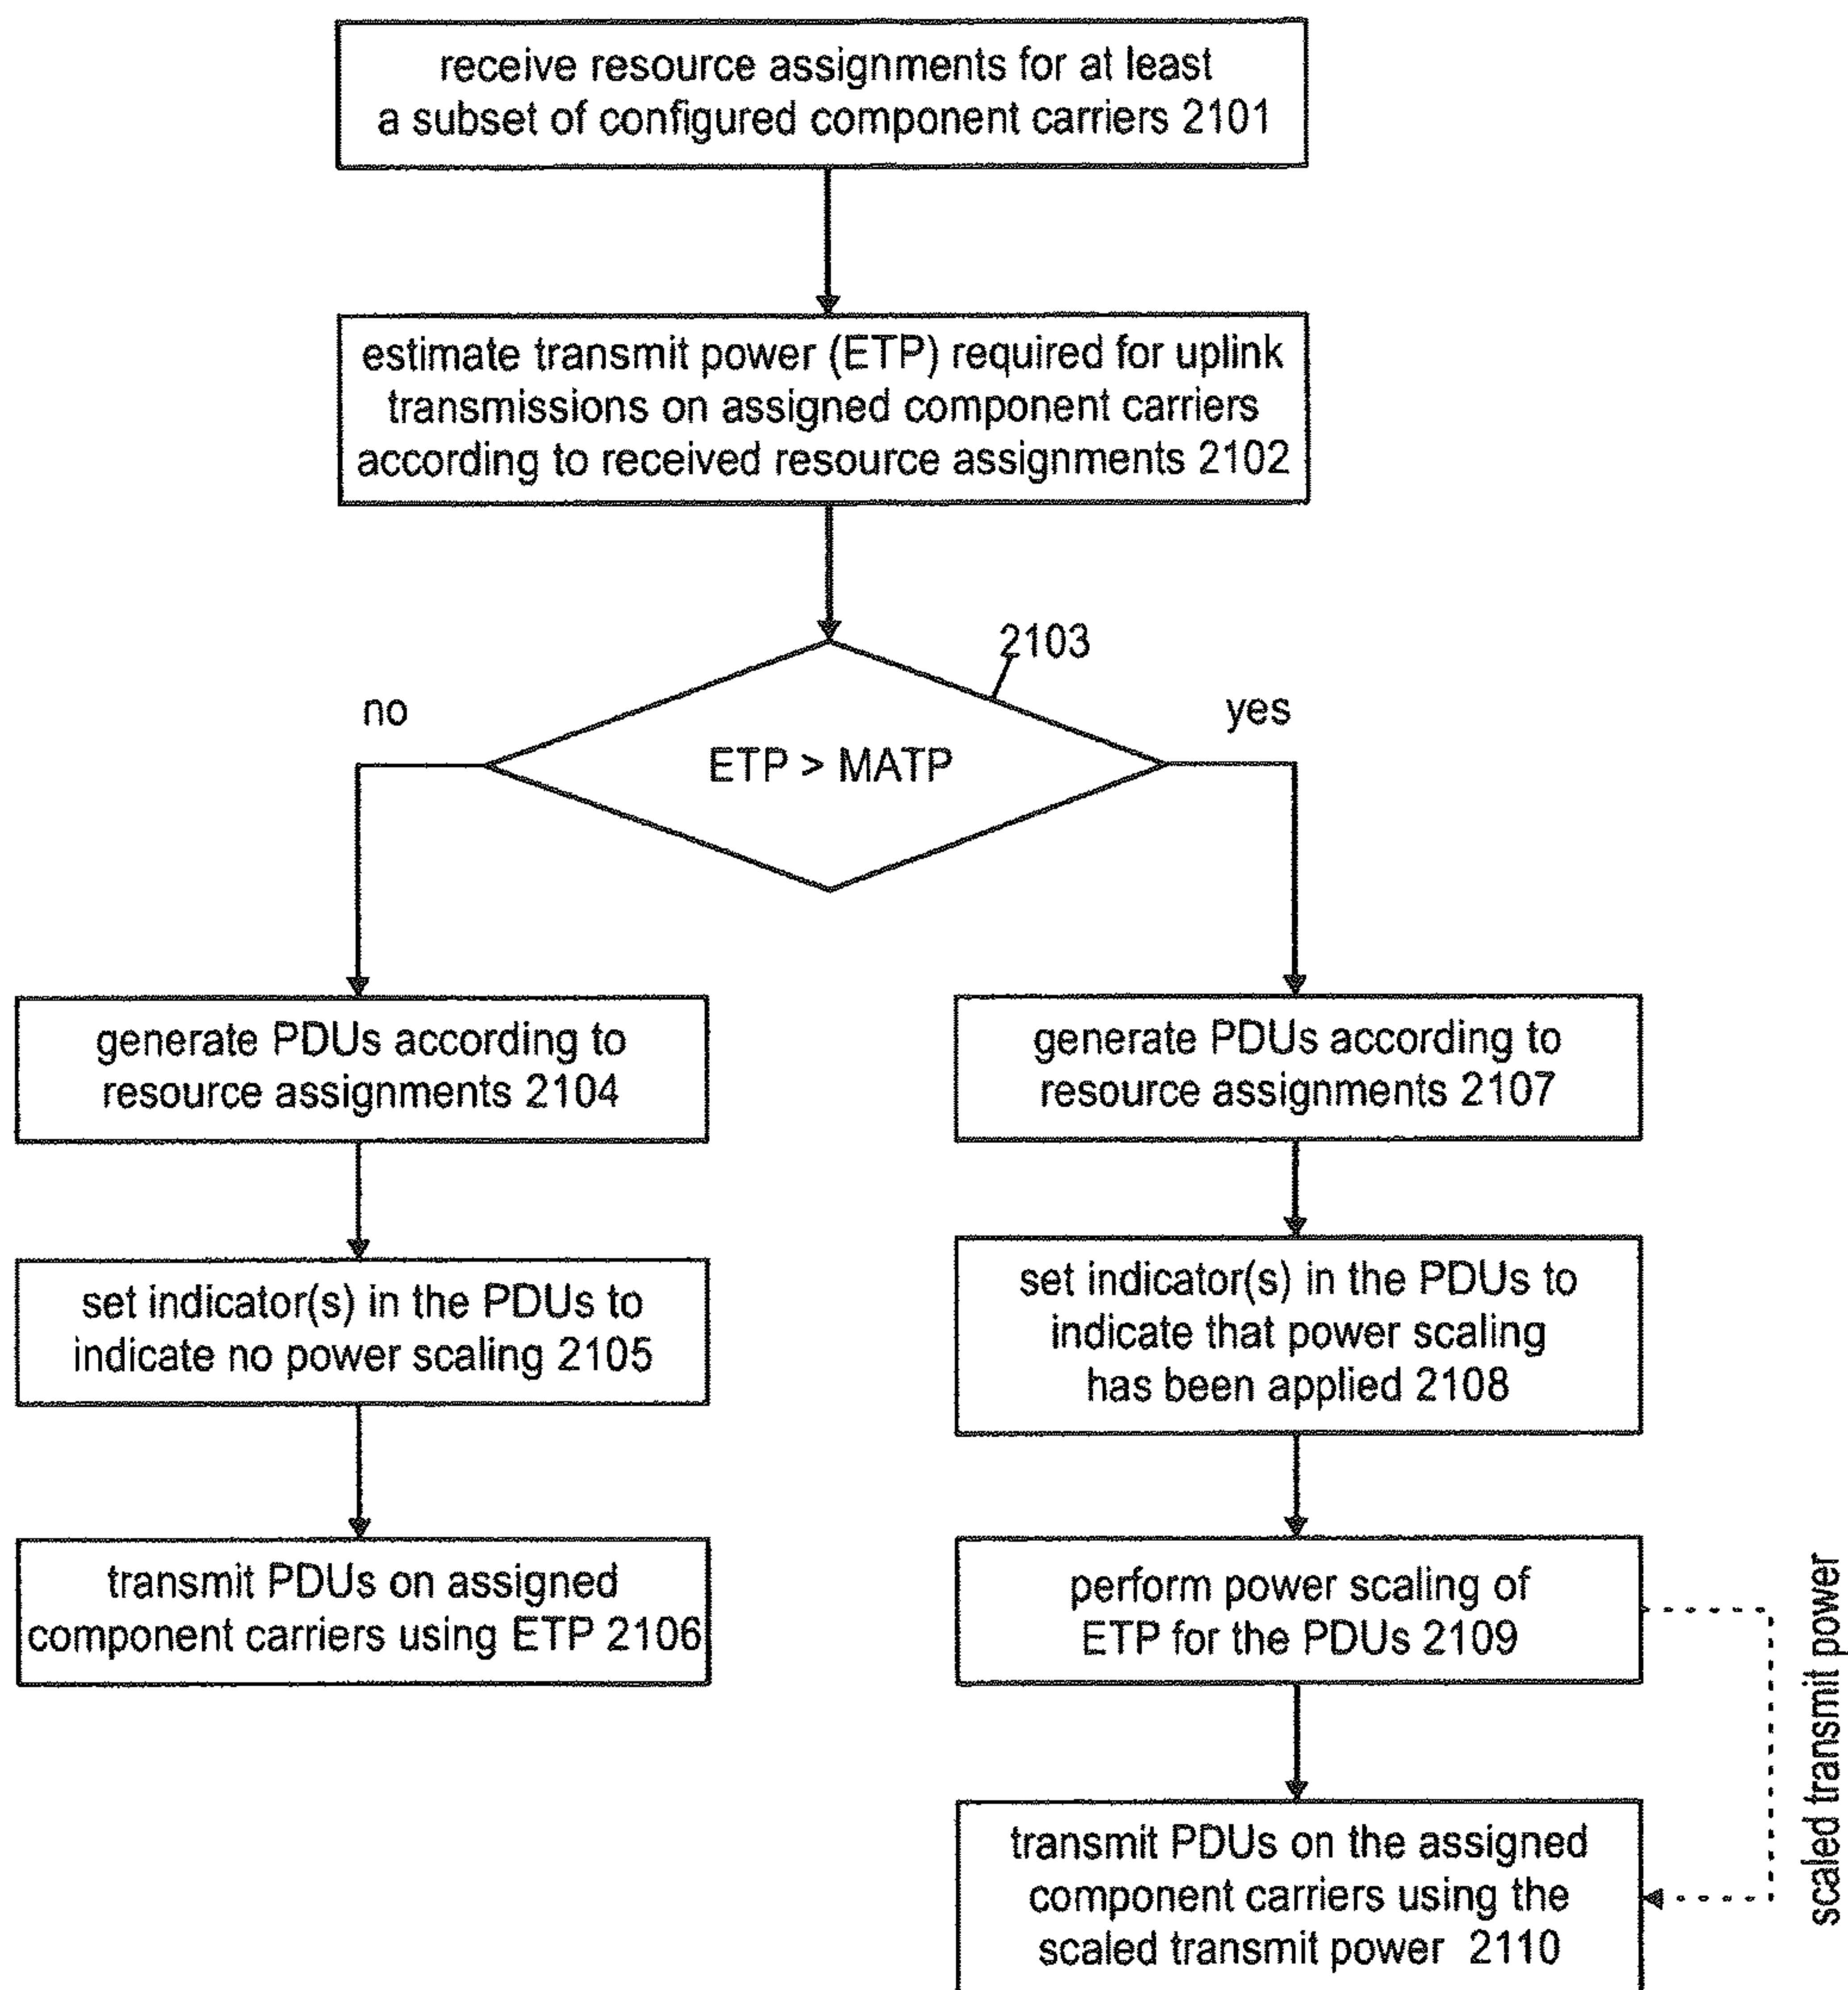 receive resource assignments for at least
a subset of configured component carriers 2101
estimate transmit power (ETP) required for uplink
transmissions on assigned component carriers
according to received resource assignments 2102
2103
no
yes
ETP > MATP
generate PDUs according to
resource assignments 2104
generate PDUs according to
resource assignments 2107
set indicator(s) in the PDUs to
indicate no power scaling 2105
set indicator(s) in the PDUs to
indicate that power scaling
has been applied 2108
transmit PDUs on assigned
component carriers using ETP 2106
perform power scaling of
ETP for the PDUs 2109
scaled transmit power
transmit PDUs on the assigned
component carriers using the
scaled transmit power 2110